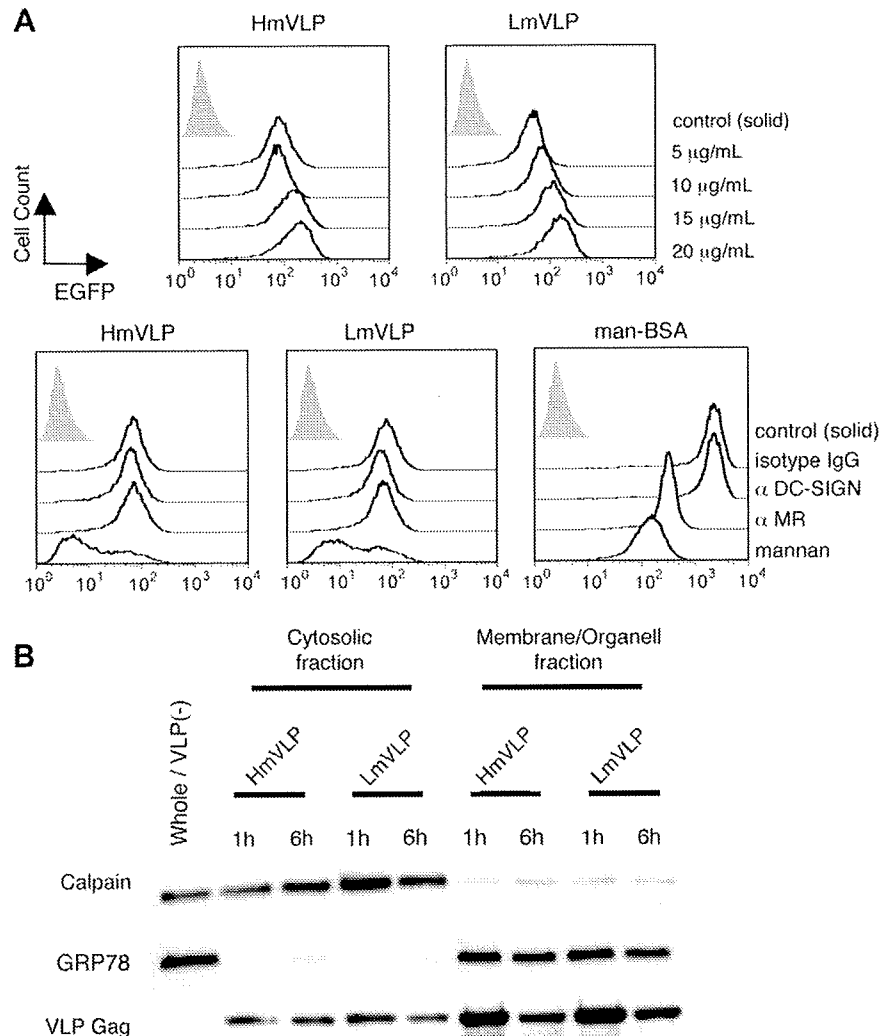 A
HmVLP
LmVLP
control (solid)
5 µg/mL
10 µg/mL
15 µg/mL
20 µg/mL
Cell Count
EGFP
10^0 10^1 10^2 10^3 10^4
10^0 10^1 10^2 10^3 10^4
HmVLP
LmVLP
man-BSA
control (solid)
isotype IgG
α DC-SIGN
α MR
mannan
10^0 10^1 10^2 10^3 10^4
10^0 10^1 10^2 10^3 10^4
10^0 10^1 10^2 10^3 10^4
B
Cytosolic
fraction
Membrane/Organell
fraction
Whole / VLP(-)
HmVLP
LmVLP
HmVLP
LmVLP
1h 6h 1h 6h 1h 6h 1h 6h
Calpain
GRP78
VLP Gag